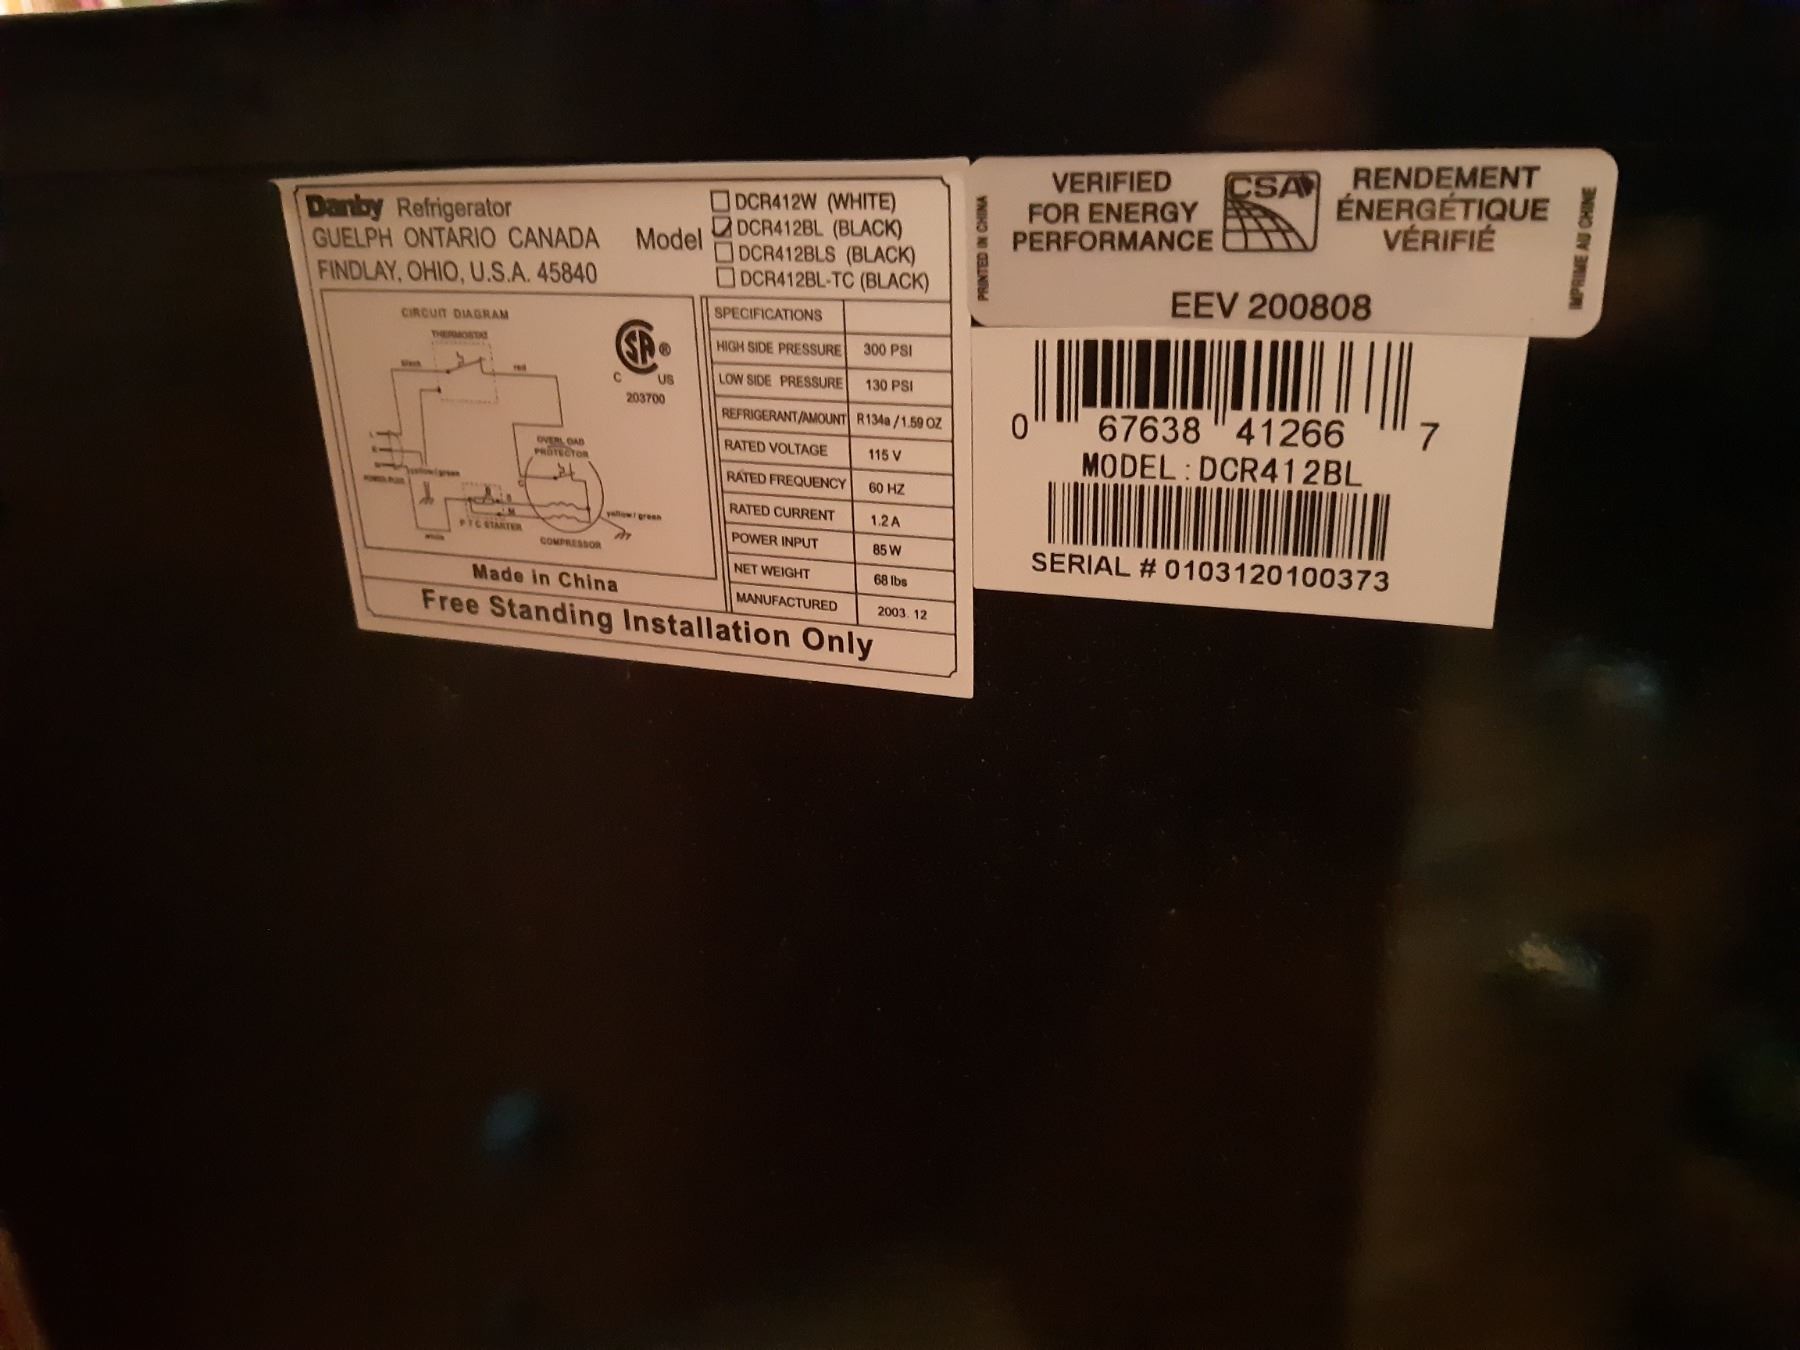 Danby Refrigerator
GUELPH ONTARIO CANADA
FINDLAY, OHIO, U.S.A. 45840
Model
DCR412W (WHITE)
DCR412BL (BLACK)
DCR412BLS (BLACK)
DCR412BL-TC (BLACK)
CIRCUIT DIAGRAM
THERMOSTAT
black
red
C US
203700
OVERLOAD
PROTECTOR
yellow/green
POWER PLUG
PTC STARTER
yellow/green
white
COMPRESSOR
Made in China
SPECIFICATIONS
HIGH SIDE PRESSURE 300 PSI
LOW SIDE PRESSURE 130 PSI
REFRIGERANT/AMOUNT R134a / 1.59 OZ
RATED VOLTAGE 115 V
RATED FREQUENCY 60 HZ
RATED CURRENT 1.2 A
POWER INPUT 85 W
NET WEIGHT 68 lbs
MANUFACTURED 2003. 12
Free Standing Installation Only
PRINTED IN CHINA
VERIFIED
FOR ENERGY
PERFORMANCE
CSA
RENDEMENT
ÉNERGÉTIQUE
VÉRIFIÉ
IMPRIME AU CHINE
EEV 200808
0 67638 41266 7
MODEL : DCR412BL
SERIAL # 0103120100373